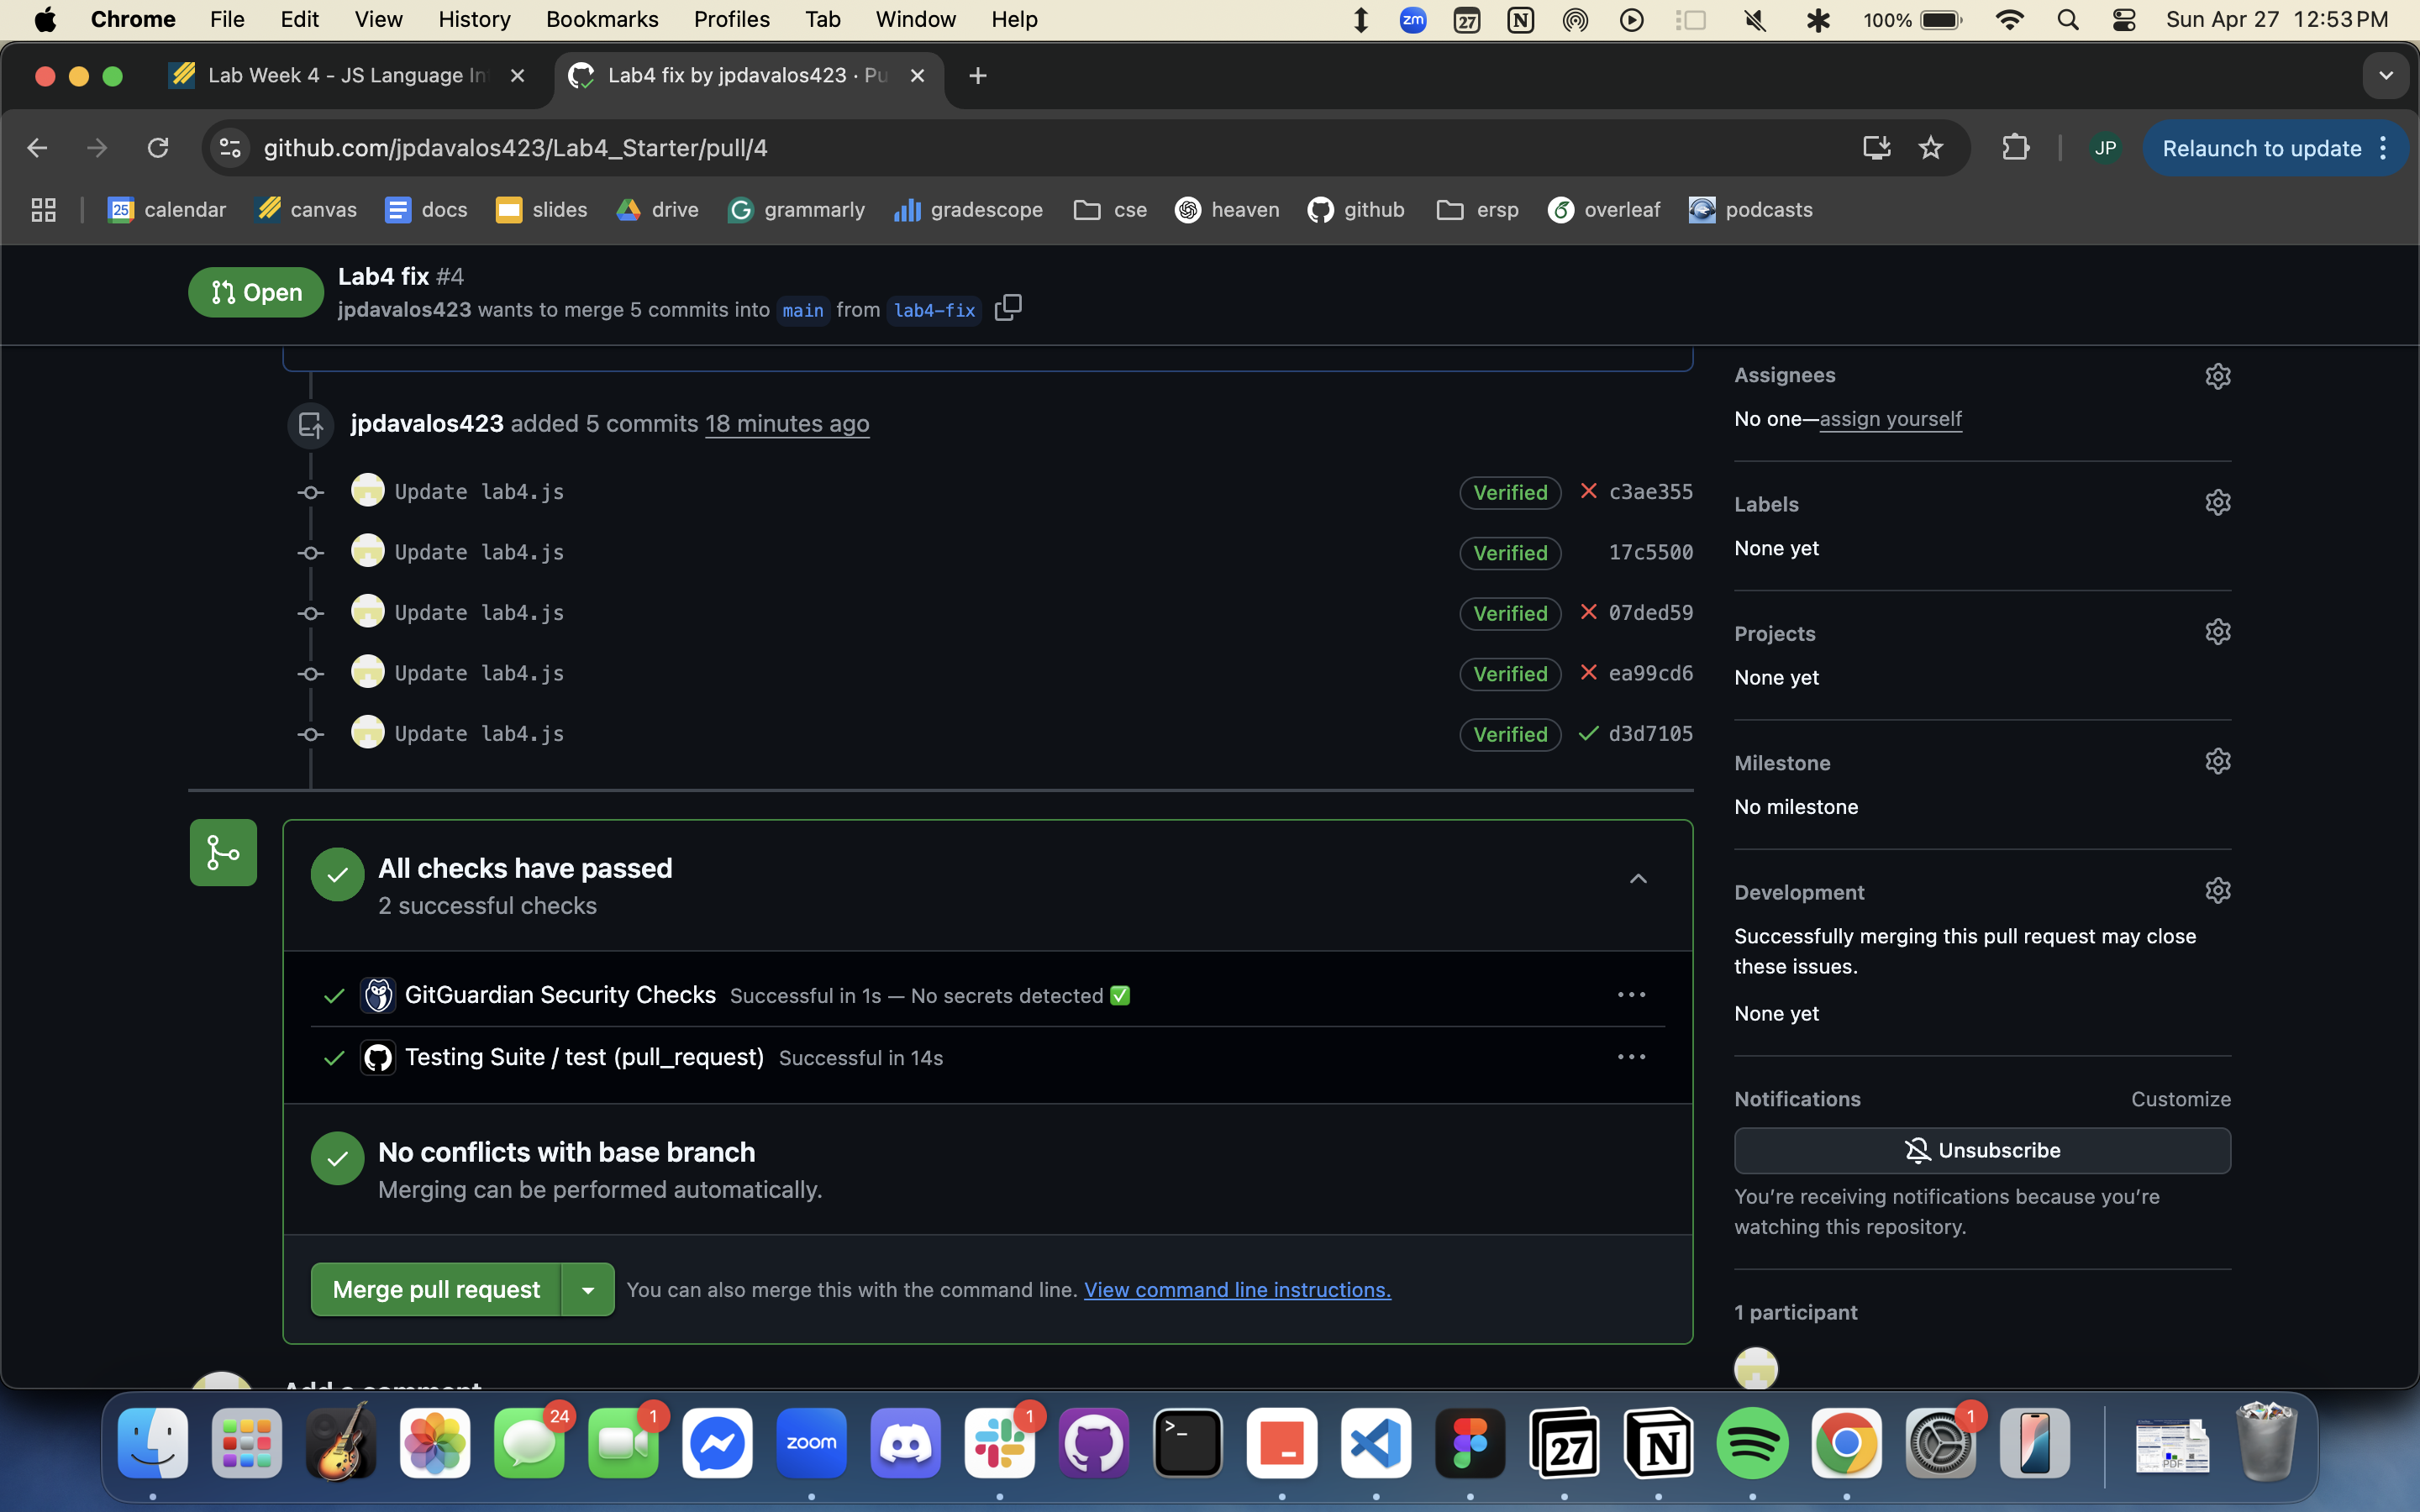 Chrome File Edit View History Bookmarks Profiles Tab Window Help zm 27 N 100% Sun Apr 27 12:53 PM
Lab Week 4 - JS Language In
Lab4 fix by jpdavalos423 · Pu
github.com/jpdavalos423/Lab4_Starter/pull/4
JP Relaunch to update
25 calendar canvas docs slides drive grammarly gradescope cse heaven github ersp overleaf podcasts
Open
Lab4 fix #4
jpdavalos423 wants to merge 5 commits into main from lab4-fix
jpdavalos423 added 5 commits 18 minutes ago
Update lab4.js Verified c3ae355
Update lab4.js Verified 17c5500
Update lab4.js Verified 07ded59
Update lab4.js Verified ea99cd6
Update lab4.js Verified d3d7105
All checks have passed
2 successful checks
GitGuardian Security Checks Successful in 1s — No secrets detected ✅
Testing Suite / test (pull_request) Successful in 14s
No conflicts with base branch
Merging can be performed automatically.
Merge pull request You can also merge this with the command line. View command line instructions.
Add a comment
Assignees
No one—assign yourself
Labels
None yet
Projects
None yet
Milestone
No milestone
Development
Successfully merging this pull request may close
these issues.
None yet
Notifications Customize
Unsubscribe
You're receiving notifications because you're
watching this repository.
1 participant
24 1 zoom 1 >_ 27 N 1
PDF